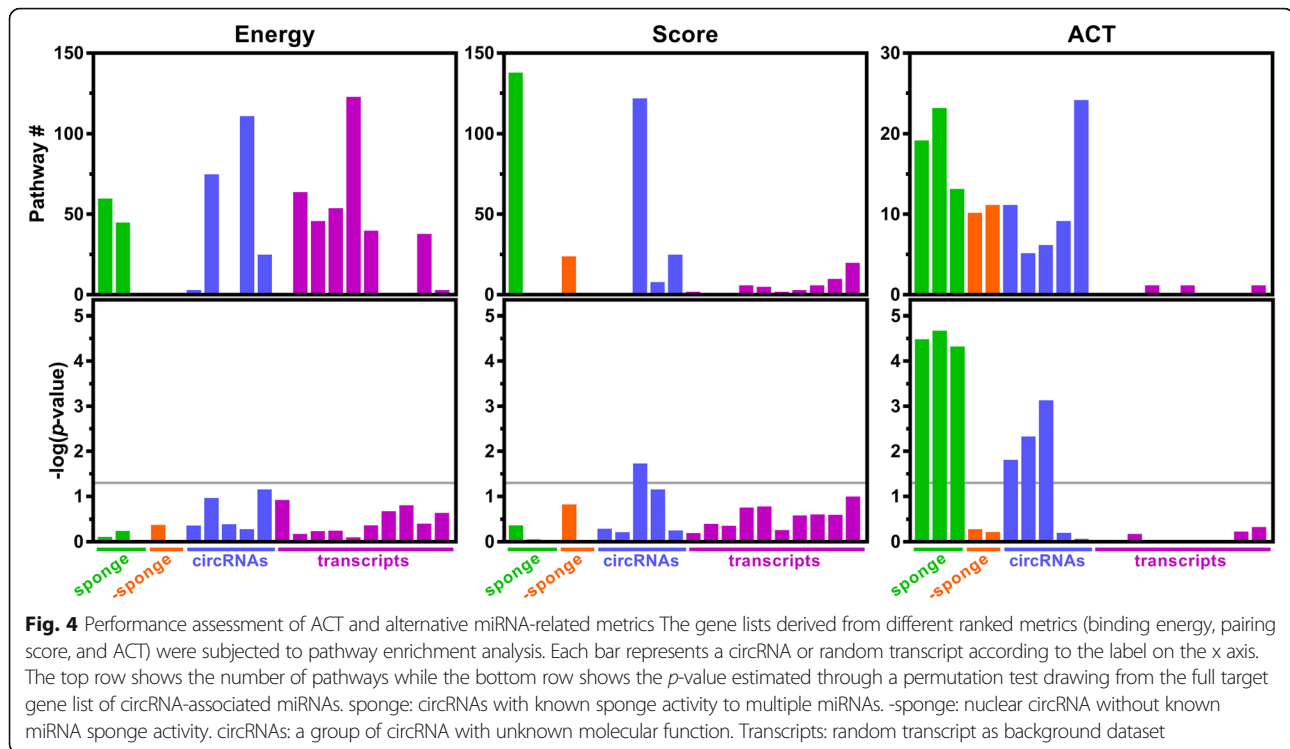 Energy
Score
ACT
Pathway #
150
100
50
0
150
100
50
0
30
20
10
0
-log(p-value)
5
4
3
2
1
0
5
4
3
2
1
0
5
4
3
2
1
0
sponge
-sponge
circRNAs
transcripts
sponge
-sponge
circRNAs
transcripts
sponge
-sponge
circRNAs
transcripts
Fig. 4 Performance assessment of ACT and alternative miRNA-related metrics The gene lists derived from different ranked metrics (binding energy, pairing
score, and ACT) were subjected to pathway enrichment analysis. Each bar represents a circRNA or random transcript according to the label on the x axis.
The top row shows the number of pathways while the bottom row shows the p-value estimated through a permutation test drawing from the full target
gene list of circRNA-associated miRNAs. sponge: circRNAs with known sponge activity to multiple miRNAs. -sponge: nuclear circRNA without known
miRNA sponge activity. circRNAs: a group of circRNA with unknown molecular function. Transcripts: random transcript as background dataset